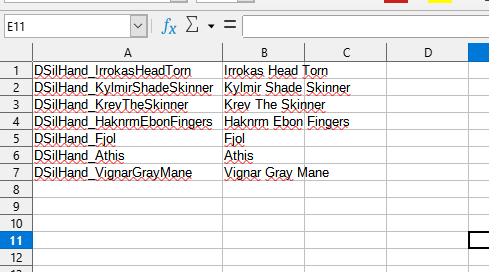 E11
A B C D
1 DSilHand_IrrokasHeadTorn Irrokas Head Torn
2 DSilHand_KylmirShadeSkinner Kylmir Shade Skinner
3 DSilHand_KrevTheSkinner Krev The Skinner
4 DSilHand_HaknrmEbonFingers Haknrm Ebon Fingers
5 DSilHand_Fjol Fjol
6 DSilHand_Athis Athis
7 DSilHand_VignarGrayMane Vignar Gray Mane
8
9
10
11
12